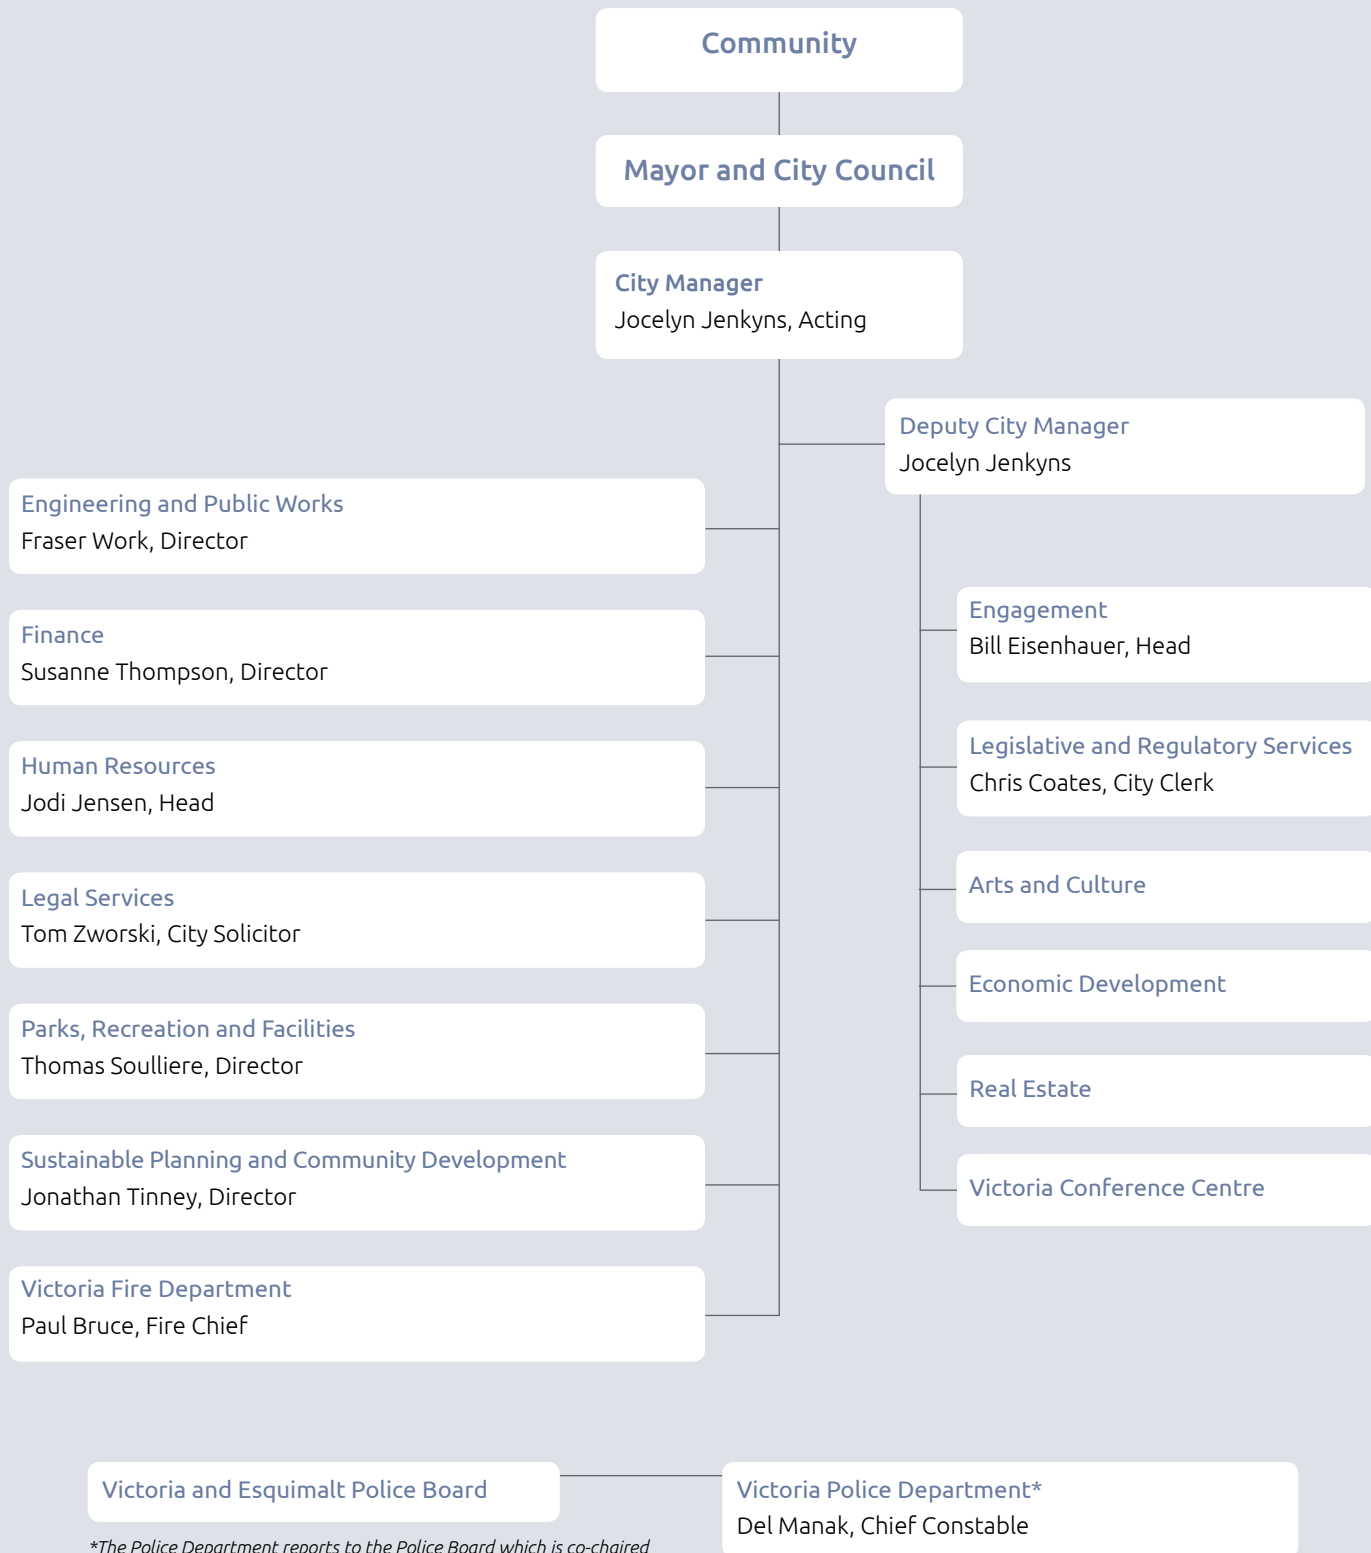 Community
Mayor and City Council
City Manager
Jocelyn Jenkyns, Acting
Deputy City Manager
Jocelyn Jenkyns
Engineering and Public Works
Fraser Work, Director
Finance
Susanne Thompson, Director
Human Resources
Jodi Jensen, Head
Legal Services
Tom Zworski, City Solicitor
Parks, Recreation and Facilities
Thomas Soulliere, Director
Sustainable Planning and Community Development
Jonathan Tinney, Director
Victoria Fire Department
Paul Bruce, Fire Chief
Engagement
Bill Eisenhauer, Head
Legislative and Regulatory Services
Chris Coates, City Clerk
Arts and Culture
Economic Development
Real Estate
Victoria Conference Centre
Victoria and Esquimalt Police Board
Victoria Police Department*
Del Manak, Chief Constable
*The Police Department reports to the Police Board which is co-chaired